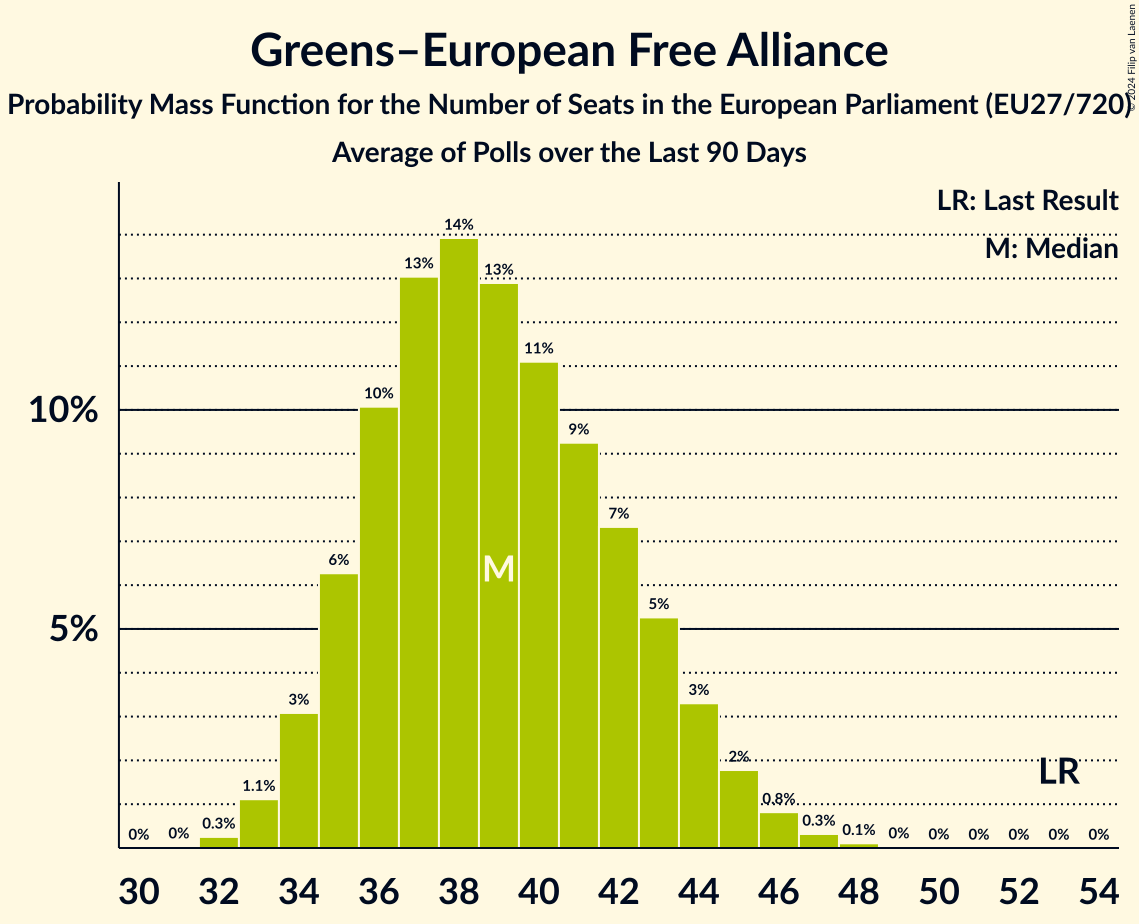 Greens–European Free Alliance
Probability Mass Function for the Number of Seats in the European Parliament (EU27/720)
Average of Polls over the Last 90 Days
© 2024 Filip van Laenen
LR: Last Result
M: Median
14%
13%
13%
11%
10%
10%
9%
7%
6%
M
5%
5%
3%
3%
2%
LR
1.1%
0.8%
0.3%
0.3%
0.1%
0% 0% 0% 0% 0% 0% 0% 0%
30 32 34 36 38 40 42 44 46 48 50 52 54